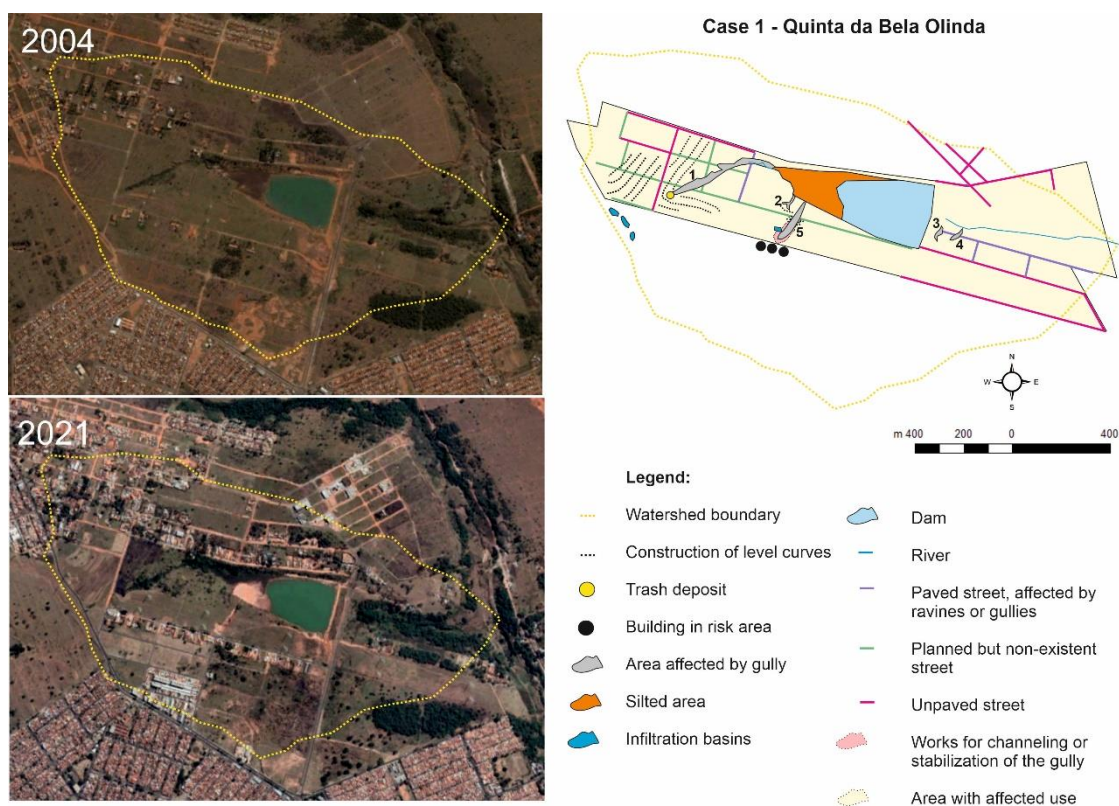 2004
2021
Case 1 - Quinta da Bela Olinda
1
2
5
3
4
N
W E
S
m 400 200 0 400
Legend:
Watershed boundary
Construction of level curves
Trash deposit
Building in risk area
Area affected by gully
Silted area
Infiltration basins
Dam
River
Paved street, affected by
ravines or gullies
Planned but non-existent
street
Unpaved street
Works for channeling or
stabilization of the gully
Area with affected use